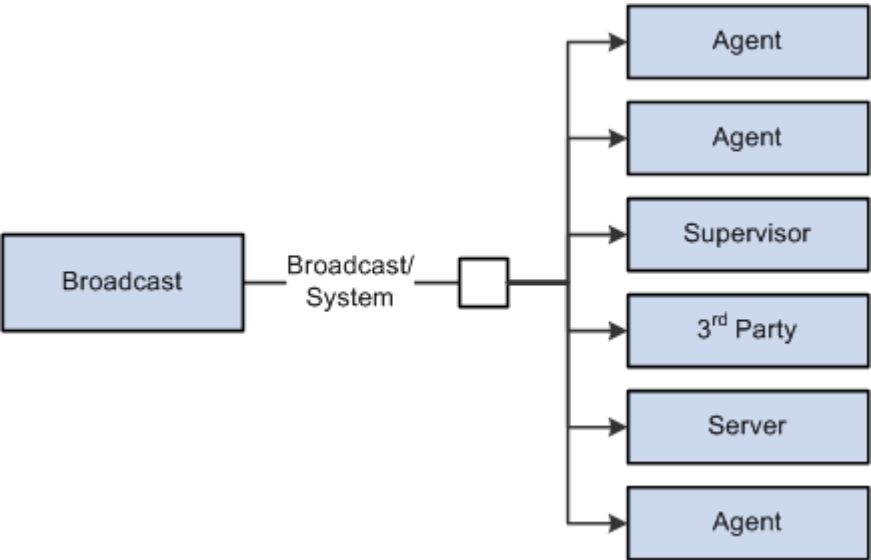 Agent
Agent
Supervisor
Broadcast
Broadcast/
System
3rd Party
Server
Agent